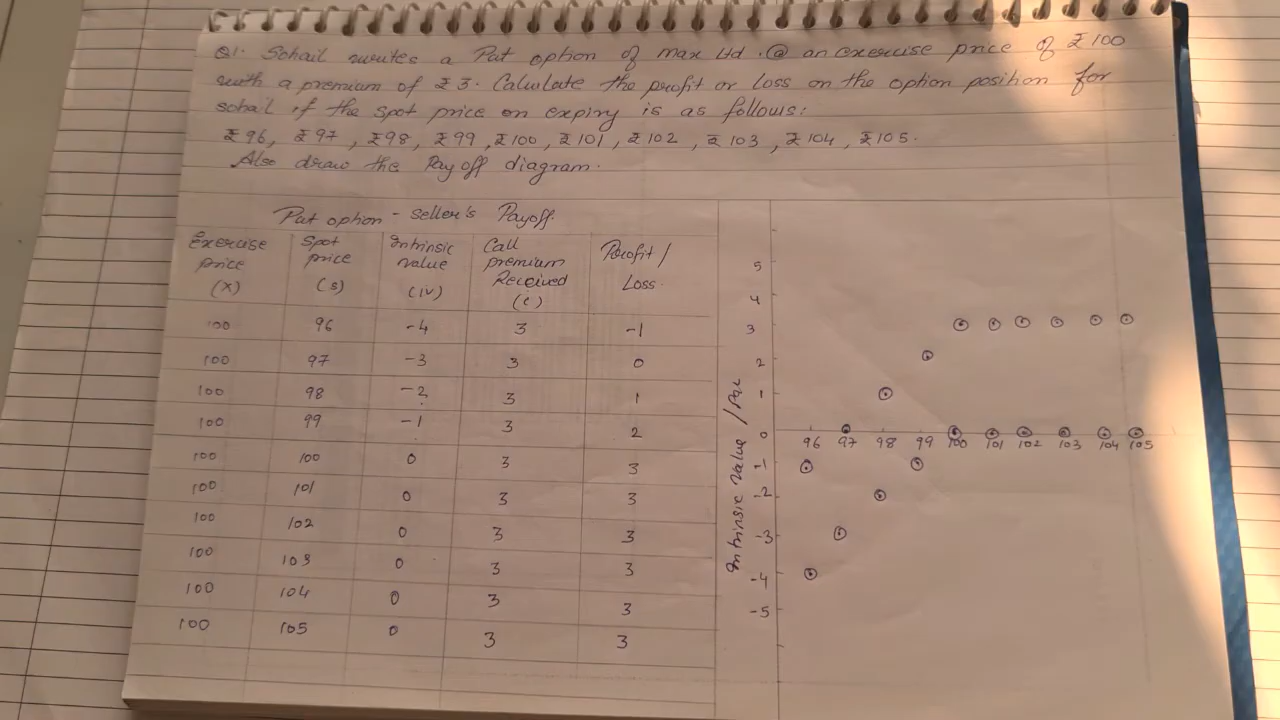 Q1. Sohail writes a Put option of Max Ltd. @ an exercise price of ₹100
with a premium of ₹3. Calculate the profit or loss on the option position for
sohail if the spot price on expiry is as follows:
₹96, ₹97, ₹98, ₹99, ₹100, ₹101, ₹102, ₹103, ₹104, ₹105.
Also draw the Payoff diagram.
Put option - seller's Payoff.
Exercise price (X) Spot price (S) Intrinsic value (IV) Call premium Received (C) Profit / Loss.
100 96 -4 3 -1
100 97 -3 3 0
100 98 -2 3 1
100 99 -1 3 2
100 100 0 3 3
100 101 0 3 3
100 102 0 3 3
100 103 0 3 3
100 104 0 3 3
100 105 0 3 3
Intrinsic Value / Pay
5
4
3
2
1
0
96 97 98 99 100 101 102 103 104 105
-1
-2
-3
-4
-5